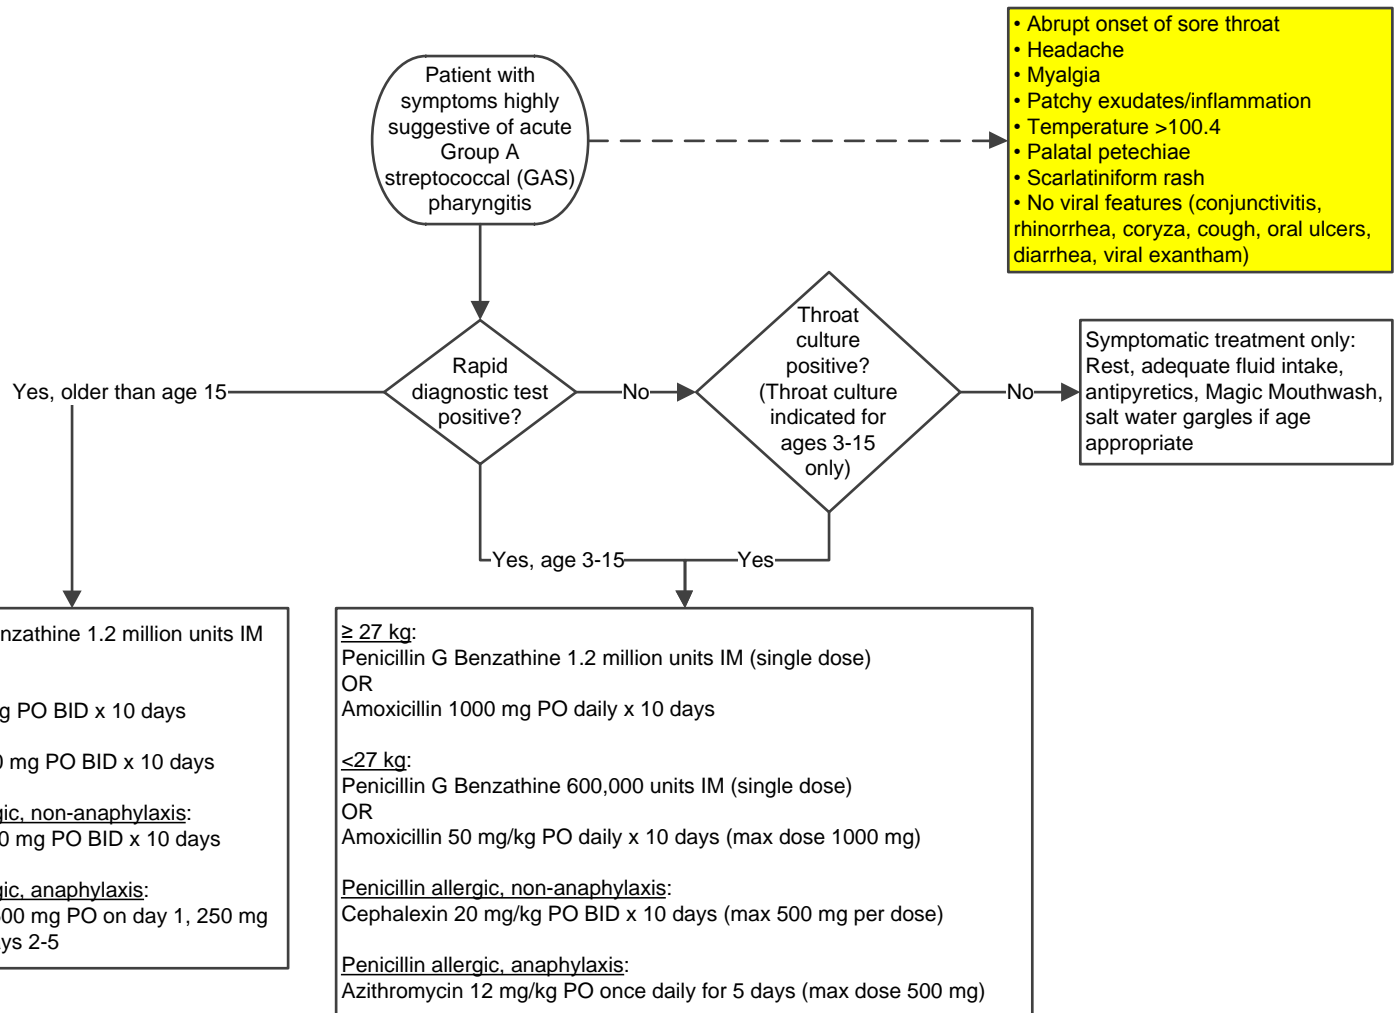 Patient with
symptoms highly
suggestive of acute
Group A
streptococcal (GAS)
pharyngitis
• Abrupt onset of sore throat
• Headache
• Myalgia
• Patchy exudates/inflammation
• Temperature >100.4
• Palatal petechiae
• Scarlatiniform rash
• No viral features (conjunctivitis,
rhinorrhea, coryza, cough, oral ulcers,
diarrhea, viral exantham)
Yes, older than age 15
Rapid
diagnostic test
positive?
No
Throat
culture
positive?
(Throat culture
indicated for
ages 3-15
only)
No
Symptomatic treatment only:
Rest, adequate fluid intake,
antipyretics, Magic Mouthwash,
salt water gargles if age
appropriate
Yes, age 3-15
Yes
1.2 million units IM
PO BID x 10 days
mg PO BID x 10 days
non-anaphylaxis:
mg PO BID x 10 days
anaphylaxis:
mg PO on day 1, 250 mg
2-5
≥ 27 kg:
Penicillin G Benzathine 1.2 million units IM (single dose)
OR
Amoxicillin 1000 mg PO daily x 10 days
<27 kg:
Penicillin G Benzathine 600,000 units IM (single dose)
OR
Amoxicillin 50 mg/kg PO daily x 10 days (max dose 1000 mg)
Penicillin allergic, non-anaphylaxis:
Cephalexin 20 mg/kg PO BID x 10 days (max 500 mg per dose)
Penicillin allergic, anaphylaxis:
Azithromycin 12 mg/kg PO once daily for 5 days (max dose 500 mg)